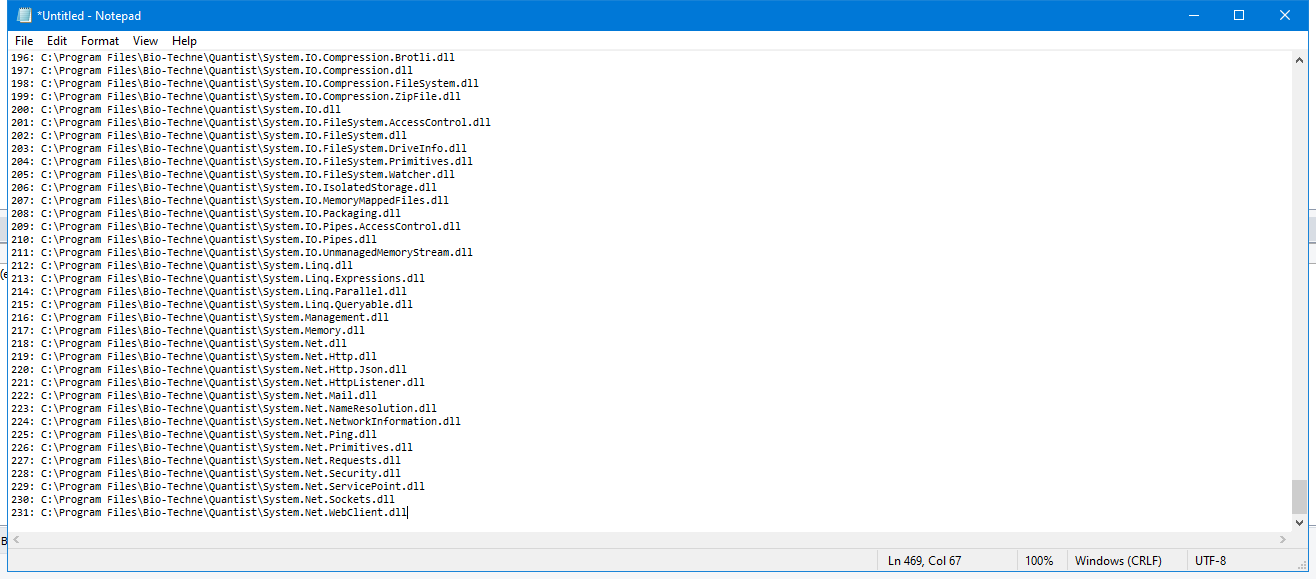 *Untitled - Notepad
File Edit Format View Help
196: C:\Program Files\Bio-Techne\Quantist\System.IO.Compression.Brotli.dll
197: C:\Program Files\Bio-Techne\Quantist\System.IO.Compression.dll
198: C:\Program Files\Bio-Techne\Quantist\System.IO.Compression.FileSystem.dll
199: C:\Program Files\Bio-Techne\Quantist\System.IO.Compression.ZipFile.dll
200: C:\Program Files\Bio-Techne\Quantist\System.IO.dll
201: C:\Program Files\Bio-Techne\Quantist\System.IO.FileSystem.AccessControl.dll
202: C:\Program Files\Bio-Techne\Quantist\System.IO.FileSystem.dll
203: C:\Program Files\Bio-Techne\Quantist\System.IO.FileSystem.DriveInfo.dll
204: C:\Program Files\Bio-Techne\Quantist\System.IO.FileSystem.Primitives.dll
205: C:\Program Files\Bio-Techne\Quantist\System.IO.FileSystem.Watcher.dll
206: C:\Program Files\Bio-Techne\Quantist\System.IO.IsolatedStorage.dll
207: C:\Program Files\Bio-Techne\Quantist\System.IO.MemoryMappedFiles.dll
208: C:\Program Files\Bio-Techne\Quantist\System.IO.Packaging.dll
209: C:\Program Files\Bio-Techne\Quantist\System.IO.Pipes.AccessControl.dll
210: C:\Program Files\Bio-Techne\Quantist\System.IO.Pipes.dll
211: C:\Program Files\Bio-Techne\Quantist\System.IO.UnmanagedMemoryStream.dll
212: C:\Program Files\Bio-Techne\Quantist\System.Linq.dll
213: C:\Program Files\Bio-Techne\Quantist\System.Linq.Expressions.dll
214: C:\Program Files\Bio-Techne\Quantist\System.Linq.Parallel.dll
215: C:\Program Files\Bio-Techne\Quantist\System.Linq.Queryable.dll
216: C:\Program Files\Bio-Techne\Quantist\System.Management.dll
217: C:\Program Files\Bio-Techne\Quantist\System.Memory.dll
218: C:\Program Files\Bio-Techne\Quantist\System.Net.dll
219: C:\Program Files\Bio-Techne\Quantist\System.Net.Http.dll
220: C:\Program Files\Bio-Techne\Quantist\System.Net.Http.Json.dll
221: C:\Program Files\Bio-Techne\Quantist\System.Net.HttpListener.dll
222: C:\Program Files\Bio-Techne\Quantist\System.Net.Mail.dll
223: C:\Program Files\Bio-Techne\Quantist\System.Net.NameResolution.dll
224: C:\Program Files\Bio-Techne\Quantist\System.Net.NetworkInformation.dll
225: C:\Program Files\Bio-Techne\Quantist\System.Net.Ping.dll
226: C:\Program Files\Bio-Techne\Quantist\System.Net.Primitives.dll
227: C:\Program Files\Bio-Techne\Quantist\System.Net.Requests.dll
228: C:\Program Files\Bio-Techne\Quantist\System.Net.Security.dll
229: C:\Program Files\Bio-Techne\Quantist\System.Net.ServicePoint.dll
230: C:\Program Files\Bio-Techne\Quantist\System.Net.Sockets.dll
231: C:\Program Files\Bio-Techne\Quantist\System.Net.WebClient.dll
Ln 469, Col 67 100% Windows (CRLF) UTF-8